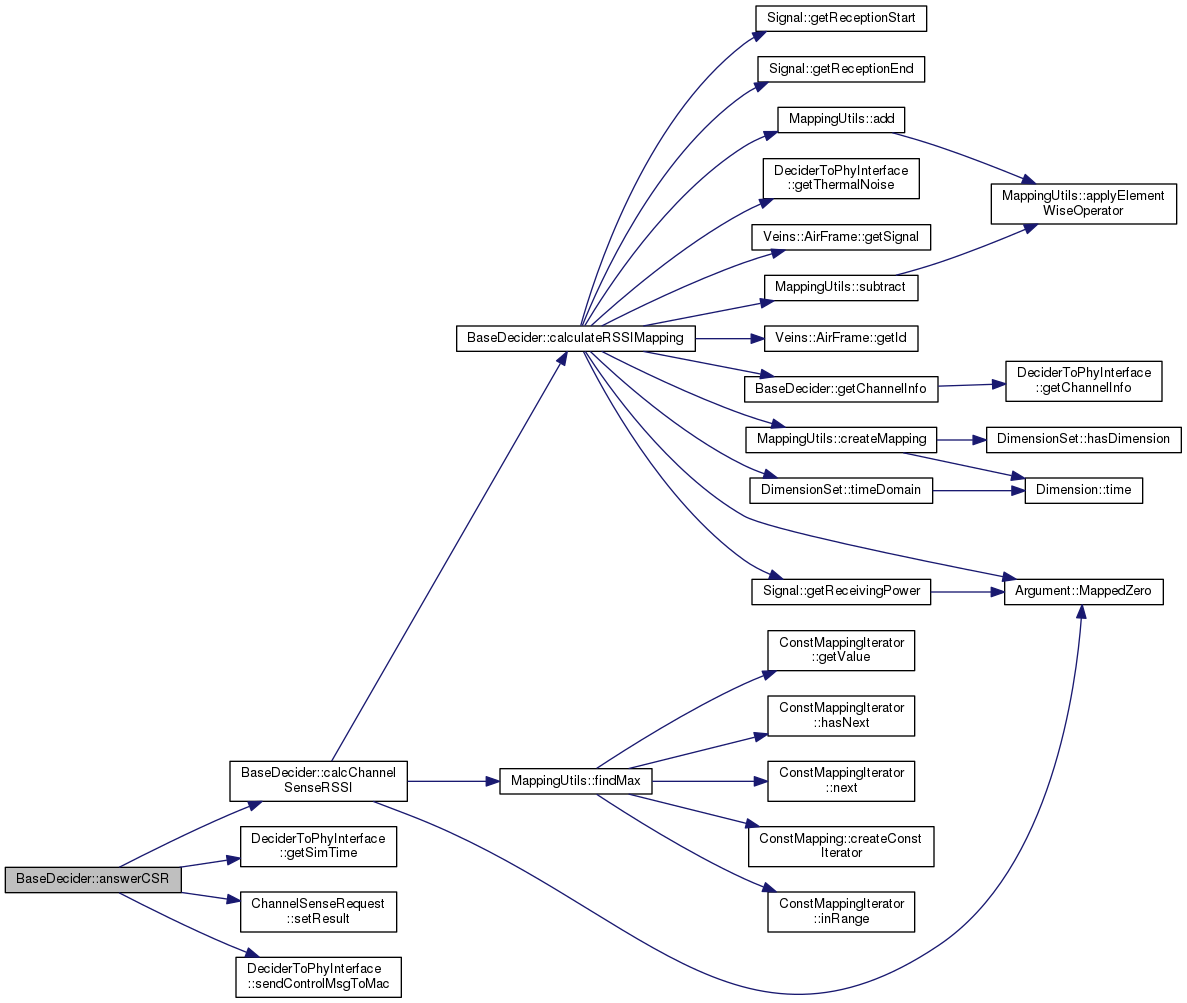 Signal::getReceptionStart
Signal::getReceptionEnd
MappingUtils::add
DeciderToPhyInterface
::getThermalNoise
MappingUtils::applyElement
WiseOperator
Veins::AirFrame::getSignal
MappingUtils::subtract
BaseDecider::calculateRSSIMapping
Veins::AirFrame::getId
BaseDecider::getChannelInfo
DeciderToPhyInterface
::getChannelInfo
MappingUtils::createMapping
DimensionSet::hasDimension
DimensionSet::timeDomain
Dimension::time
Signal::getReceivingPower
Argument::MappedZero
ConstMappingIterator
::getValue
ConstMappingIterator
::hasNext
BaseDecider::calcChannel
SenseRSSI
MappingUtils::findMax
ConstMappingIterator
::next
DeciderToPhyInterface
::getSimTime
ConstMapping::createConst
Iterator
BaseDecider::answerCSR
ChannelSenseRequest
::setResult
ConstMappingIterator
::inRange
DeciderToPhyInterface
::sendControlMsgToMac